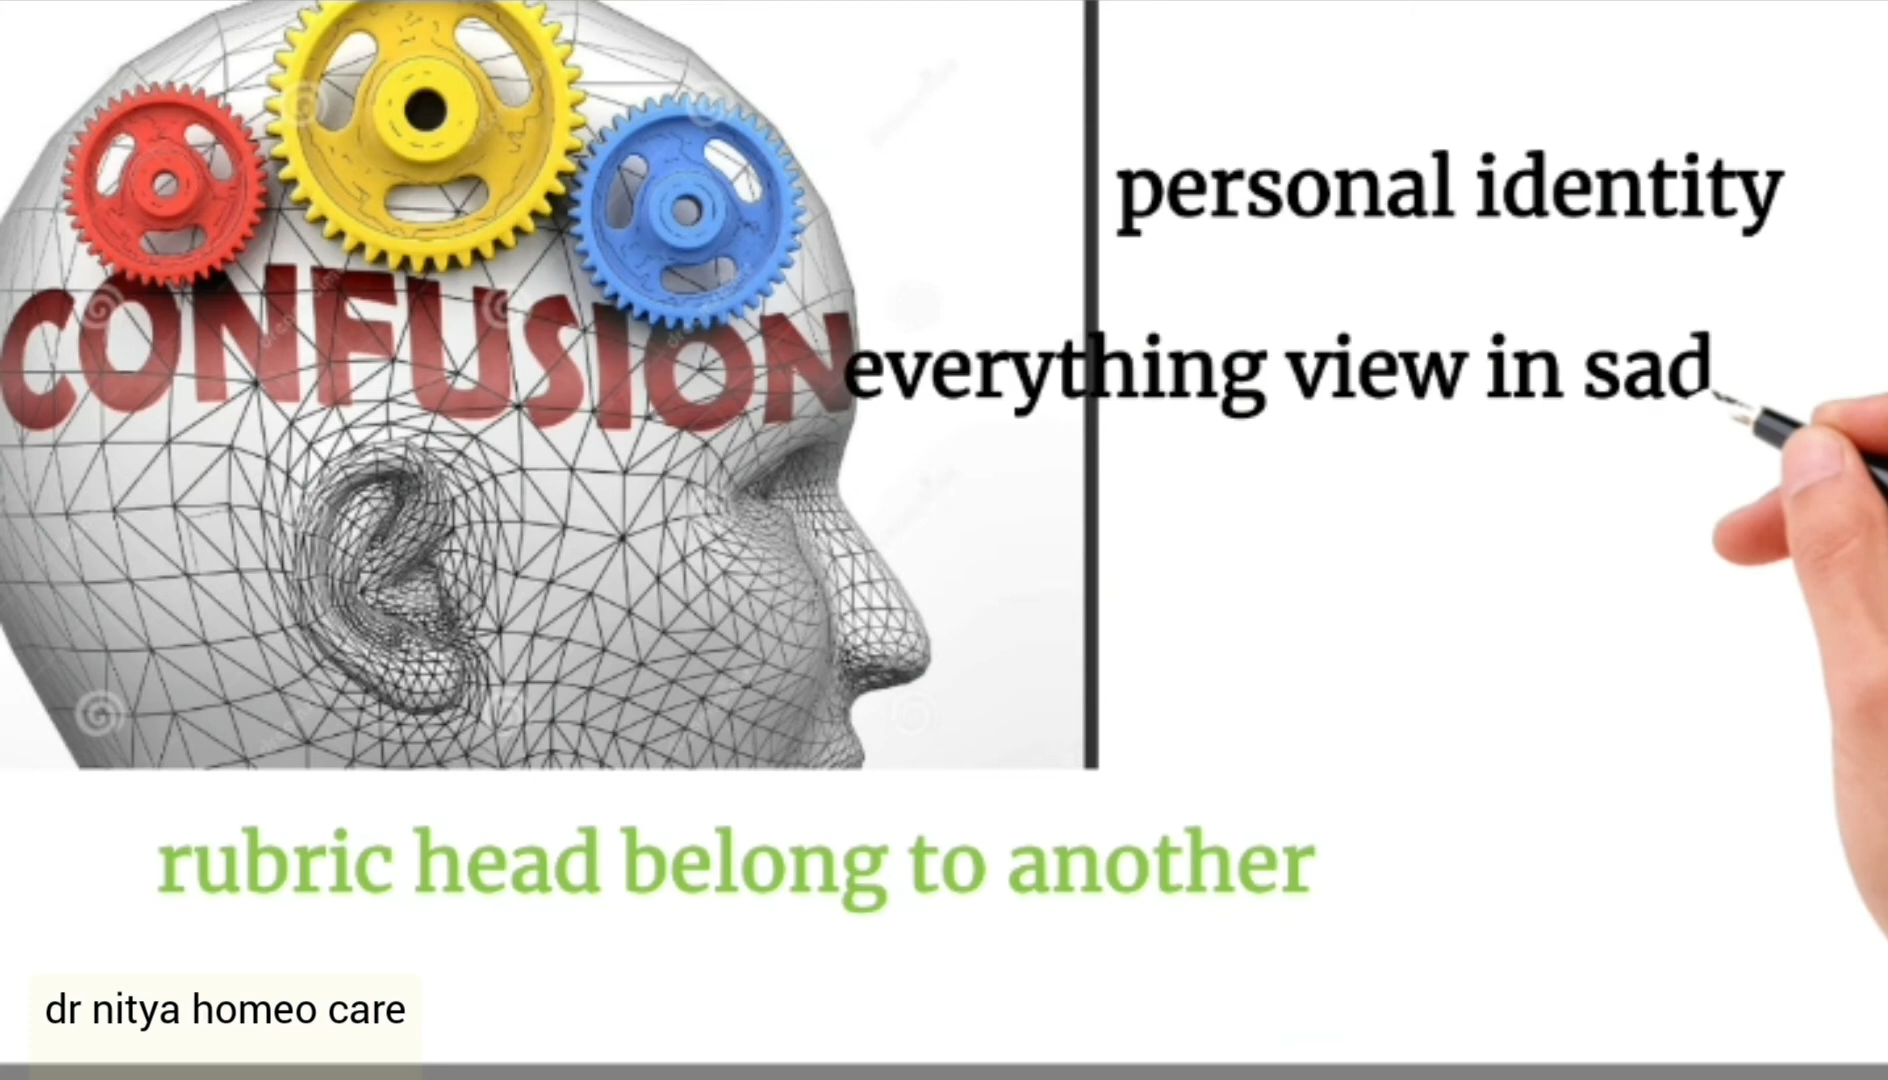 CONFUSION
personal identity
everything view in sad
rubric head belong to another
dr nitya homeo care